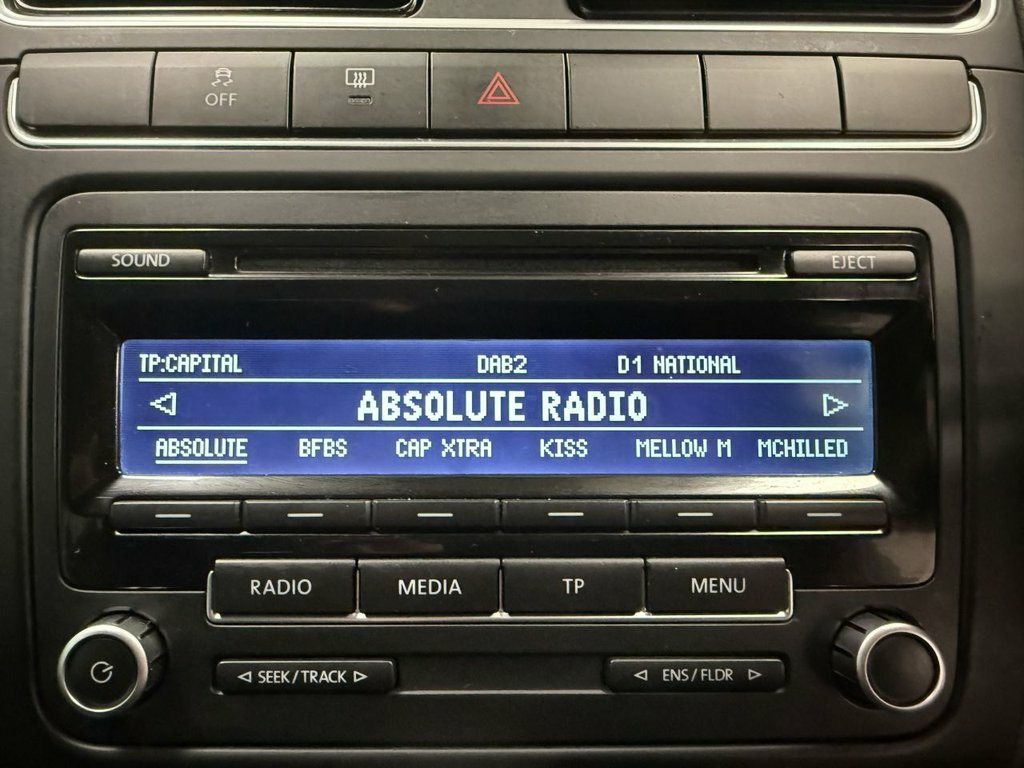 OFF
SOUND EJECT
TP:CAPITAL DAB2 D1 NATIONAL
ABSOLUTE RADIO
ABSOLUTE BFBS CAP XTRA KISS MELLOW M MCHILLED
RADIO MEDIA TP MENU
SEEK/TRACK ENS/FLDR